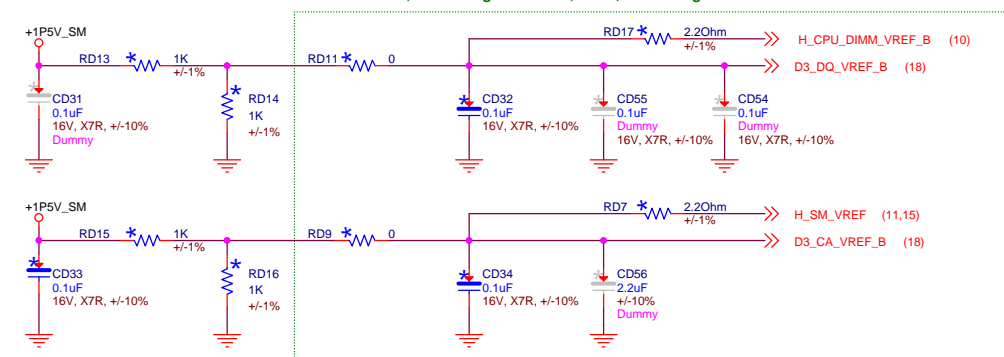 +1P5V_SM
RD13 1K
+/-1%
RD11 0
RD17 2.2Ohm
+/-1%
H_CPU_DIMM_VREF_B (10)
D3_DQ_VREF_B (18)
CD31
0.1uF
16V, X7R, +/-10%
Dummy
RD14
1K
+/-1%
CD32
0.1uF
16V, X7R, +/-10%
CD55
0.1uF
Dummy
16V, X7R, +/-10%
CD54
0.1uF
Dummy
16V, X7R, +/-10%
+1P5V_SM
RD15 1K
+/-1%
RD9 0
RD7 2.2Ohm
+/-1%
H_SM_VREF (11,15)
D3_CA_VREF_B (18)
CD33
0.1uF
16V, X7R, +/-10%
RD16
1K
+/-1%
CD34
0.1uF
16V, X7R, +/-10%
CD56
2.2uF
+/-10%
Dummy